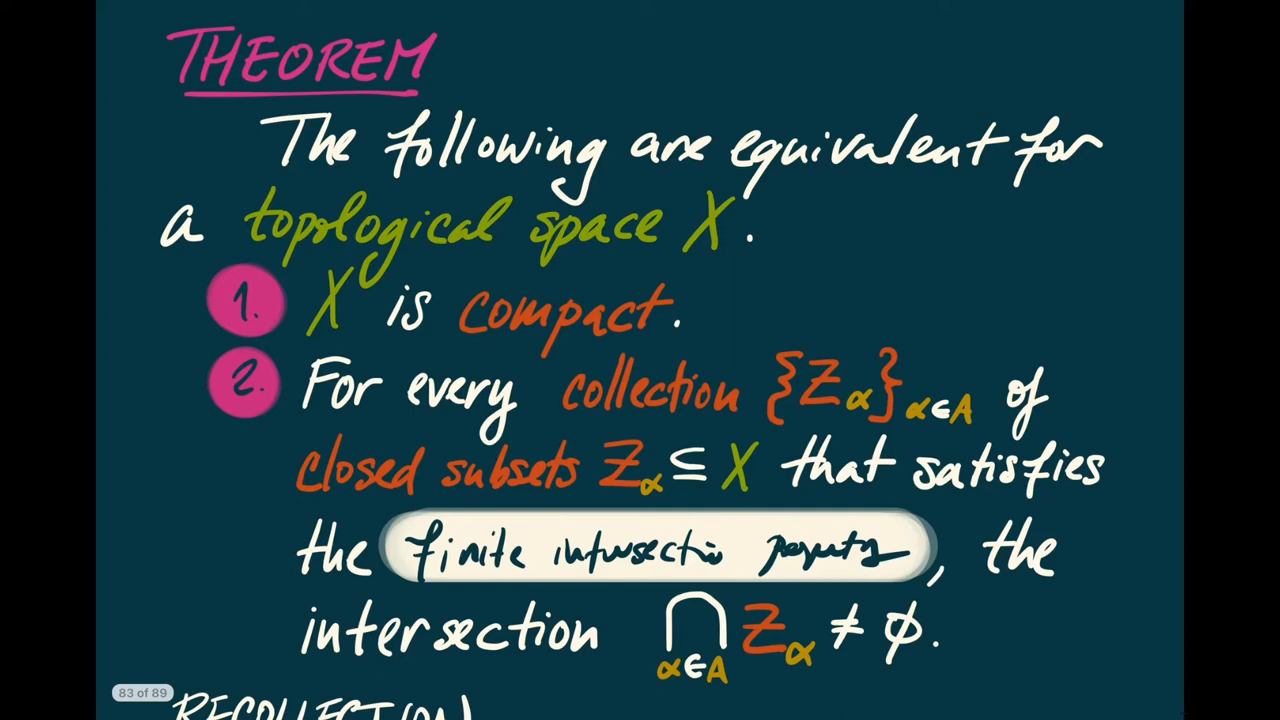 THEOREM
The following are equivalent for
a topological space X.
1. X is compact.
2. For every collection {Zα}α∈A of
closed subsets Zα ⊆ X that satisfies
the finite intersection property, the
intersection ⋂α∈A Zα ≠ ∅.
83 of 89
RECOLLECTION